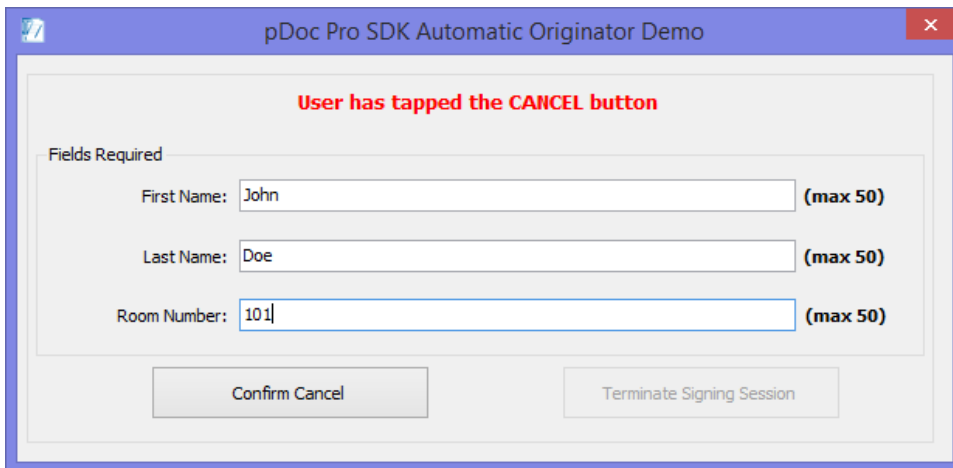 pDoc Pro SDK Automatic Originator Demo
User has tapped the CANCEL button
Fields Required
First Name: John (max 50)
Last Name: Doe (max 50)
Room Number: 101 (max 50)
Confirm Cancel Terminate Signing Session